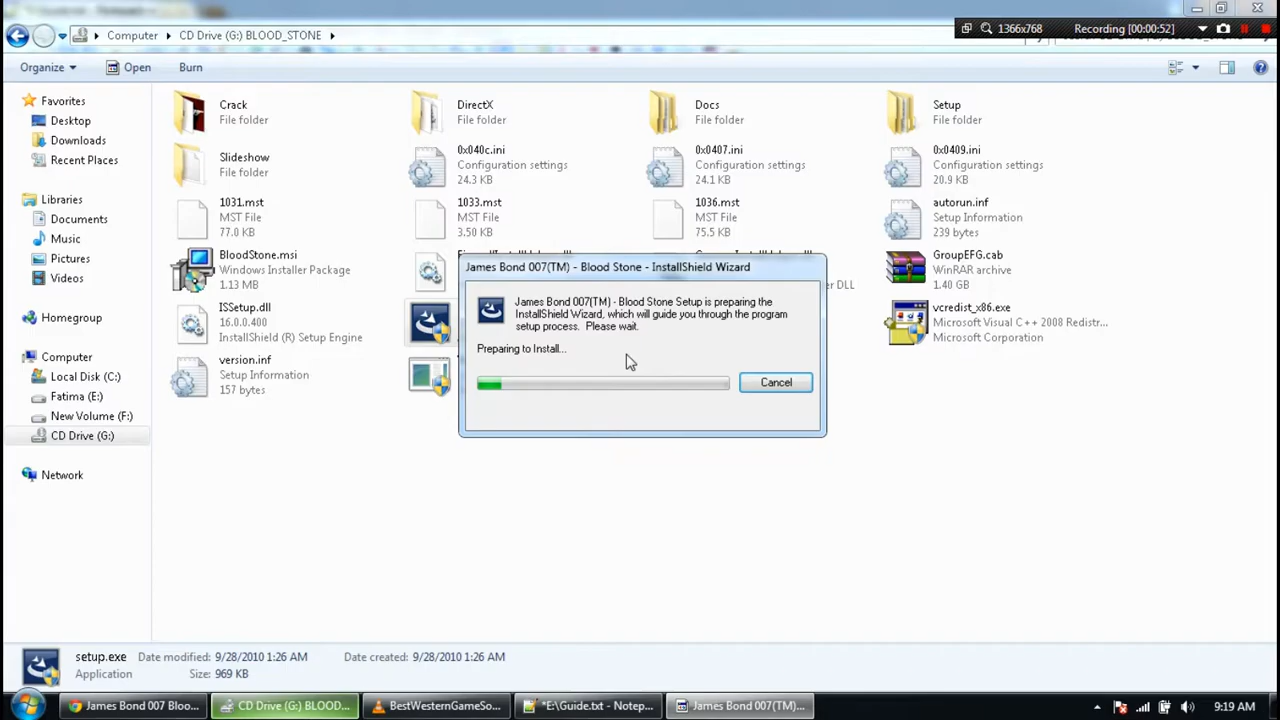 Computer
CD Drive (G:) BLOOD_STONE
1366x768
Recording [00:00:52]
Organize
Open
Burn
Favorites
Desktop
Downloads
Recent Places
Libraries
Documents
Music
Pictures
Videos
Homegroup
Computer
Local Disk (C:)
Fatima (E:)
New Volume (F:)
CD Drive (G:)
Network
Crack
File folder
DirectX
File folder
Docs
File folder
Setup
File folder
Slideshow
File folder
0x040c.ini
Configuration settings
24.3 KB
0x0407.ini
Configuration settings
24.1 KB
0x0409.ini
Configuration settings
20.9 KB
1031.mst
MST File
77.0 KB
1033.mst
MST File
3.50 KB
1036.mst
MST File
75.5 KB
autorun.inf
Setup Information
239 bytes
BloodStone.msi
Windows Installer Package
1.13 MB
er DLL
GroupEFG.cab
WinRAR archive
1.40 GB
ISSetup.dll
16.0.0.400
InstallShield (R) Setup Engine
vcredist_x86.exe
Microsoft Visual C++ 2008 Redistr...
Microsoft Corporation
version.inf
Setup Information
157 bytes
James Bond 007(TM) - Blood Stone - InstallShield Wizard
James Bond 007(TM) - Blood Stone Setup is preparing the
InstallShield Wizard, which will guide you through the program
setup process. Please wait.
Preparing to Install...
Cancel
setup.exe
Date modified: 9/28/2010 1:26 AM
Date created: 9/28/2010 1:26 AM
Application
Size: 969 KB
James Bond 007 Bloo...
CD Drive (G:) BLOOD...
BestWesternGameSo...
*E:\Guide.txt - Notep...
James Bond 007(TM)...
9:19 AM